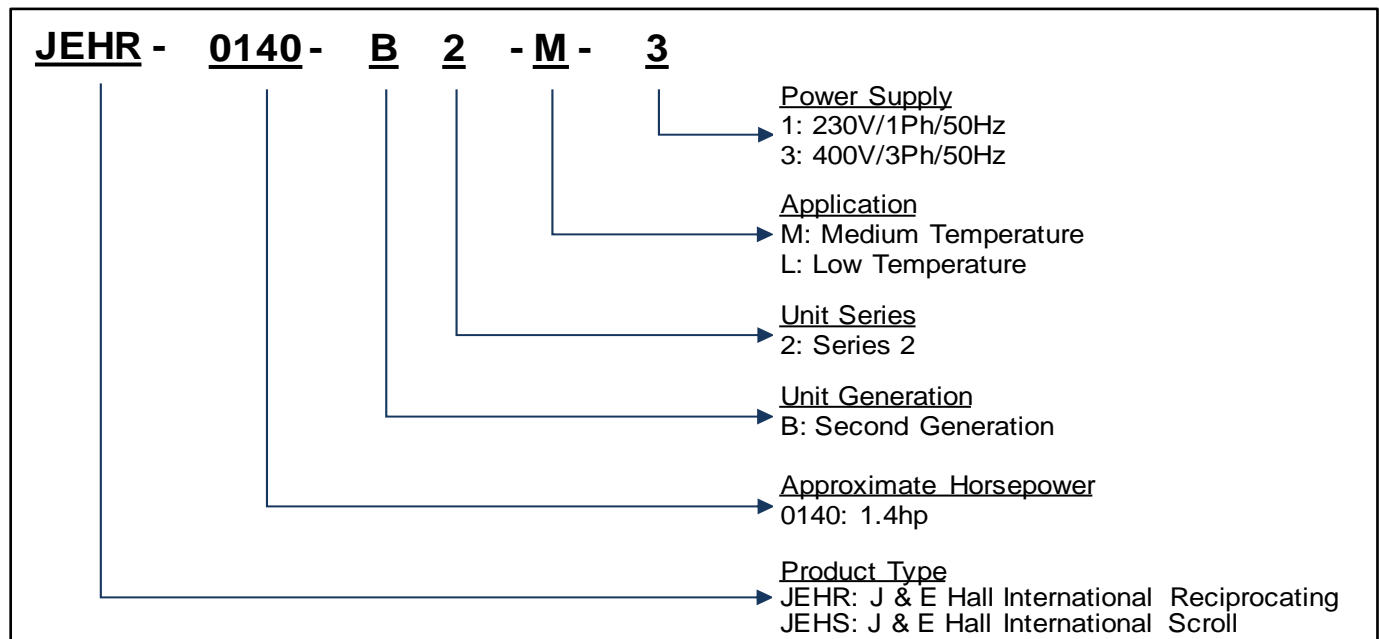 JEHR - 0140 - B 2 - M - 3
Power Supply
1: 230V/1Ph/50Hz
3: 400V/3Ph/50Hz
Application
M: Medium Temperature
L: Low Temperature
Unit Series
2: Series 2
Unit Generation
B: Second Generation
Approximate Horsepower
0140: 1.4hp
Product Type
JEHR: J & E Hall International Reciprocating
JEHS: J & E Hall International Scroll